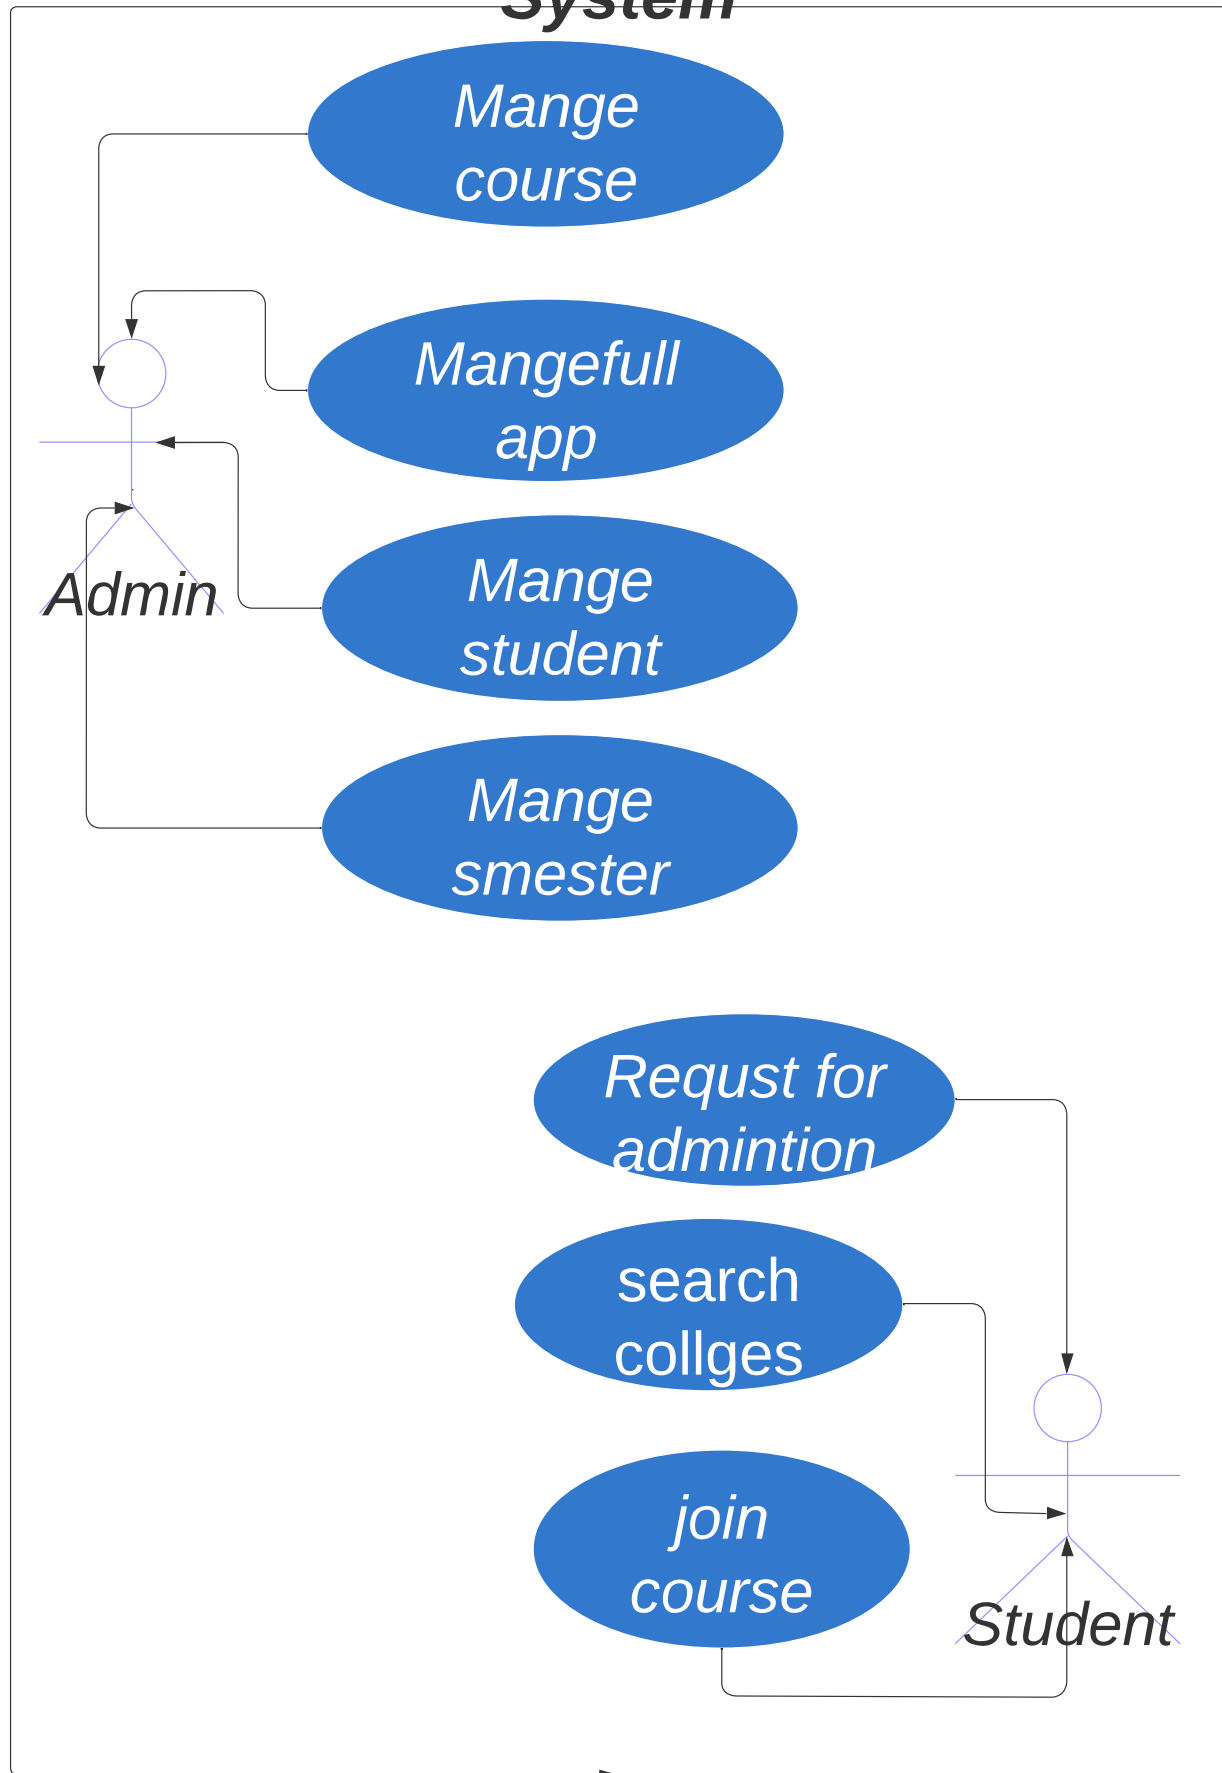 System
Mange
course
Mangefull
app
Mange
student
Admin
Mange
smester
Requst for
admintion
search
collges
join
course
Student